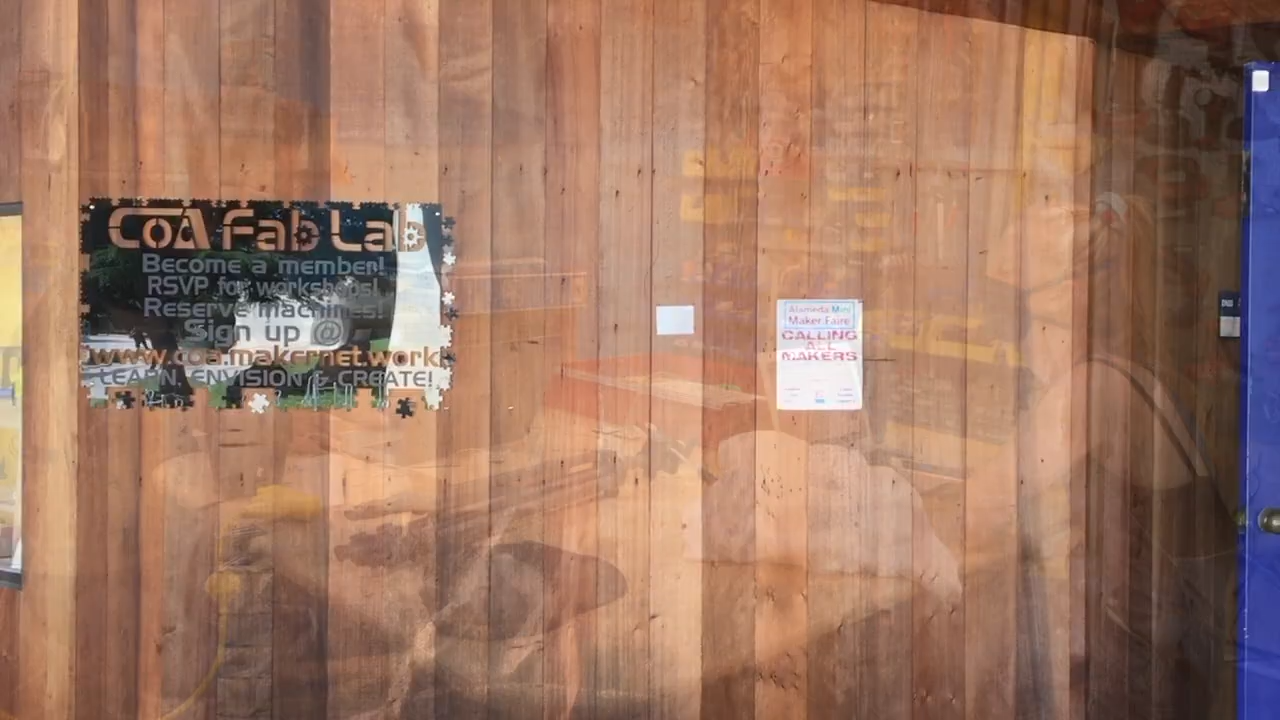 CoA Fab Lab
Become a member!
RSVP for workshops!
Reserve machines!
Sign up @
www.coa.makernet.work
LEARN, ENVISION & CREATE!
Alameda Mini
Maker Faire
CALLING
ALL
MAKERS